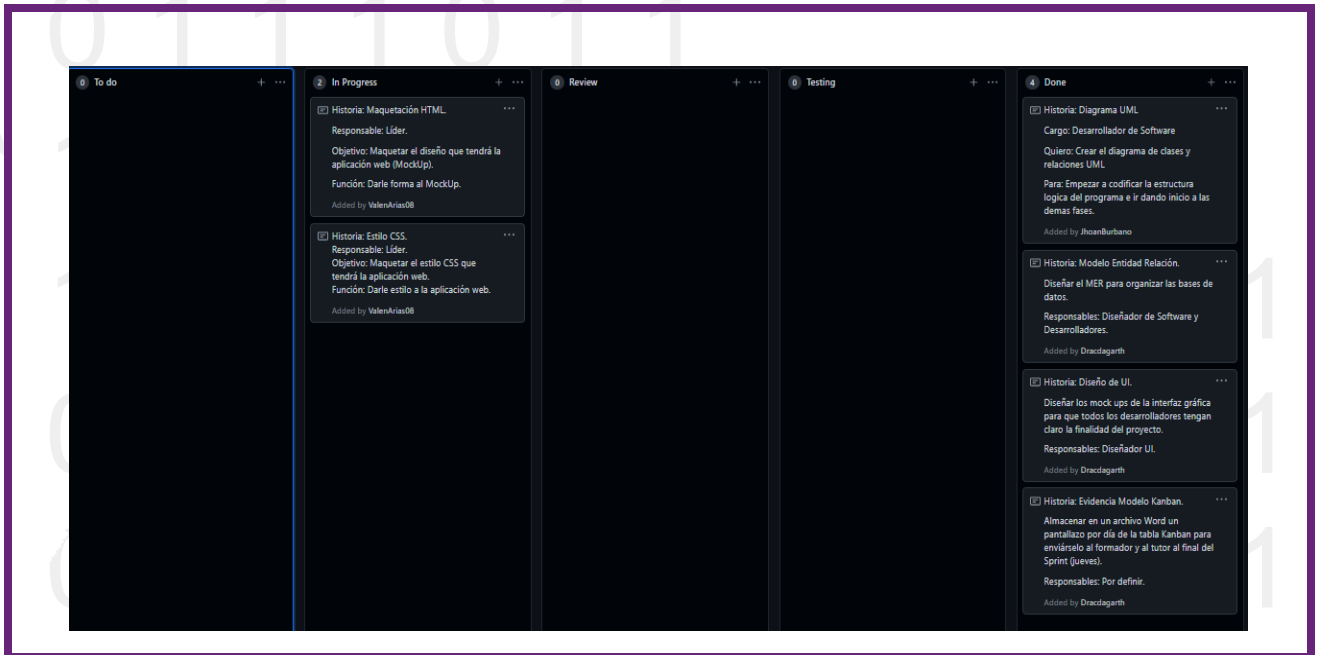 0 1 1 1 0 1 1
0 To do
2 In Progress
Historia: Maquetación HTML.
Responsable: Líder.
Objetivo: Maquetar el diseño que tendrá la
aplicación web (MockUp).
Función: Darle forma al MockUp.
Added by ValenArias08
Historia: Estilo CSS.
Responsable: Líder.
Objetivo: Maquetar el estilo CSS que
tendrá la aplicación web.
Función: Darle estilo a la aplicación web.
Added by ValenArias08
0 Review
0 Testing
4 Done
Historia: Diagrama UML
Cargo: Desarrollador de Software
Quiero: Crear el diagrama de clases y
relaciones UML
Para: Empezar a codificar la estructura
logica del programa e ir dando inicio a las
demas fases.
Added by JhoanBurbano
Historia: Modelo Entidad Relación.
Diseñar el MER para organizar las bases de
datos.
Responsables: Diseñador de Software y
Desarrolladores.
Added by Dracdagarth
Historia: Diseño de UI.
Diseñar los mock ups de la interfaz gráfica
para que todos los desarrolladores tengan
claro la finalidad del proyecto.
Responsables: Diseñador UI.
Added by Dracdagarth
Historia: Evidencia Modelo Kanban.
Almacenar en un archivo Word un
pantallazo por día de la tabla Kanban para
enviárselo al formador y al tutor al final del
Sprint (jueves).
Responsables: Por definir.
Added by Dracdagarth